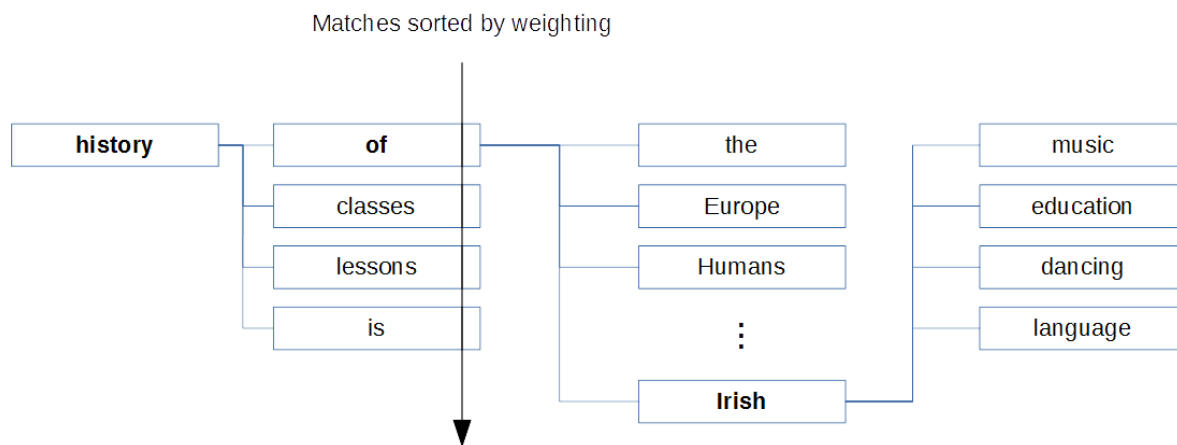 Matches sorted by weighting
history
of
classes
lessons
is
the
Europe
Humans
⋮
Irish
music
education
dancing
language